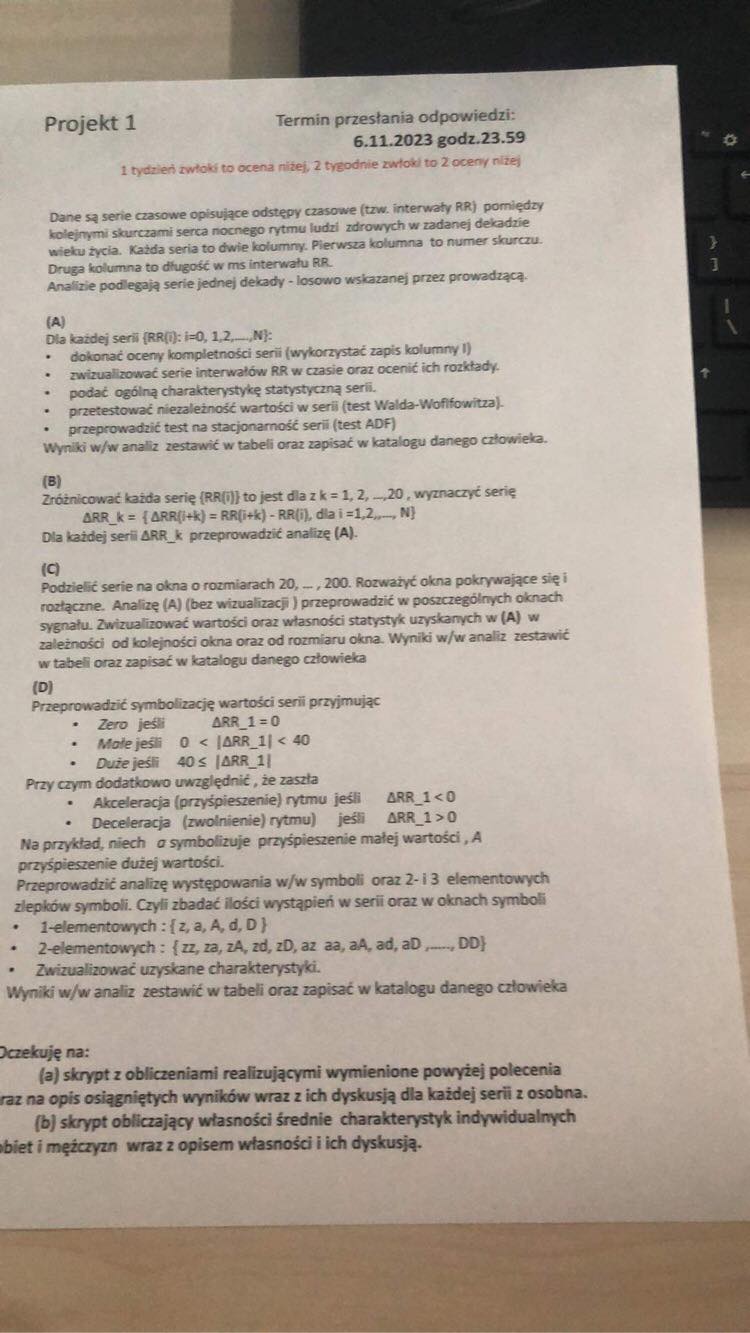 Projekt 1
Termin przesłania odpowiedzi:
6.11.2023 godz.23.59
1 tydzień zwłoki to ocena niżej, 2 tygodnie zwłoki to 2 oceny niżej
Dane są serie czasowe opisujące odstępy czasowe (tzw. interwały RR) pomiędzy
kolejnymi skurczami serca nocnego rytmu ludzi zdrowych w zadanej dekadzie
wieku życia. Każda seria to dwie kolumny. Pierwsza kolumna to numer skurczu.
Druga kolumna to długość w ms interwału RR.
Analizie podlegają serie jednej dekady - losowo wskazanej przez prowadzącą.
(A)
Dla każdej serii {RR(i): i=0, 1,2,....,N}:
• dokonać oceny kompletności serii (wykorzystać zapis kolumny I)
• zwizualizować serie interwałów RR w czasie oraz ocenić ich rozkłady.
• podać ogólną charakterystykę statystyczną serii.
• przetestować niezależność wartości w serii (test Walda-Woflfowitza).
• przeprowadzić test na stacjonarność serii (test ADF)
Wyniki w/w analiz zestawić w tabeli oraz zapisać w katalogu danego człowieka.
(B)
Zróżnicować każda serię {RR(i)} to jest dla z k = 1, 2, ...,20 , wyznaczyć serię
ΔRR_k = { ΔRR(i+k) = RR(i+k) - RR(i), dla i =1,2,,...., N}
Dla każdej serii ΔRR_k przeprowadzić analizę (A).
(C)
Podzielić serie na okna o rozmiarach 20, ... , 200. Rozważyć okna pokrywające się i
rozłączne. Analizę (A) (bez wizualizacji ) przeprowadzić w poszczególnych oknach
sygnału. Zwizualizować wartości oraz własności statystyk uzyskanych w (A) w
zależności od kolejności okna oraz od rozmiaru okna. Wyniki w/w analiz zestawić
w tabeli oraz zapisać w katalogu danego człowieka
(D)
Przeprowadzić symbolizację wartości serii przyjmując
• Zero jeśli ΔRR_1 = 0
• Małe jeśli 0 < |ΔRR_1| < 40
• Duże jeśli 40 ≤ |ΔRR_1|
Przy czym dodatkowo uwzględnić , że zaszła
• Akceleracja (przyśpieszenie) rytmu jeśli ΔRR_1 < 0
• Deceleracja (zwolnienie) rytmu) jeśli ΔRR_1 > 0
Na przykład, niech a symbolizuje przyśpieszenie małej wartości , A
przyśpieszenie dużej wartości.
Przeprowadzić analizę występowania w/w symboli oraz 2- i 3 elementowych
zlepków symboli. Czyli zbadać ilości wystąpień w serii oraz w oknach symboli
• 1-elementowych : { z, a, A, d, D }
• 2-elementowych : { zz, za, zA, zd, zD, az aa, aA, ad, aD ,....., DD}
• Zwizualizować uzyskane charakterystyki.
Wyniki w/w analiz zestawić w tabeli oraz zapisać w katalogu danego człowieka
Oczekuję na:
(a) skrypt z obliczeniami realizującymi wymienione powyżej polecenia
raz na opis osiągniętych wyników wraz z ich dyskusją dla każdej serii z osobna.
(b) skrypt obliczający własności średnie charakterystyk indywidualnych
obiet i mężczyzn wraz z opisem własności i ich dyskusją.